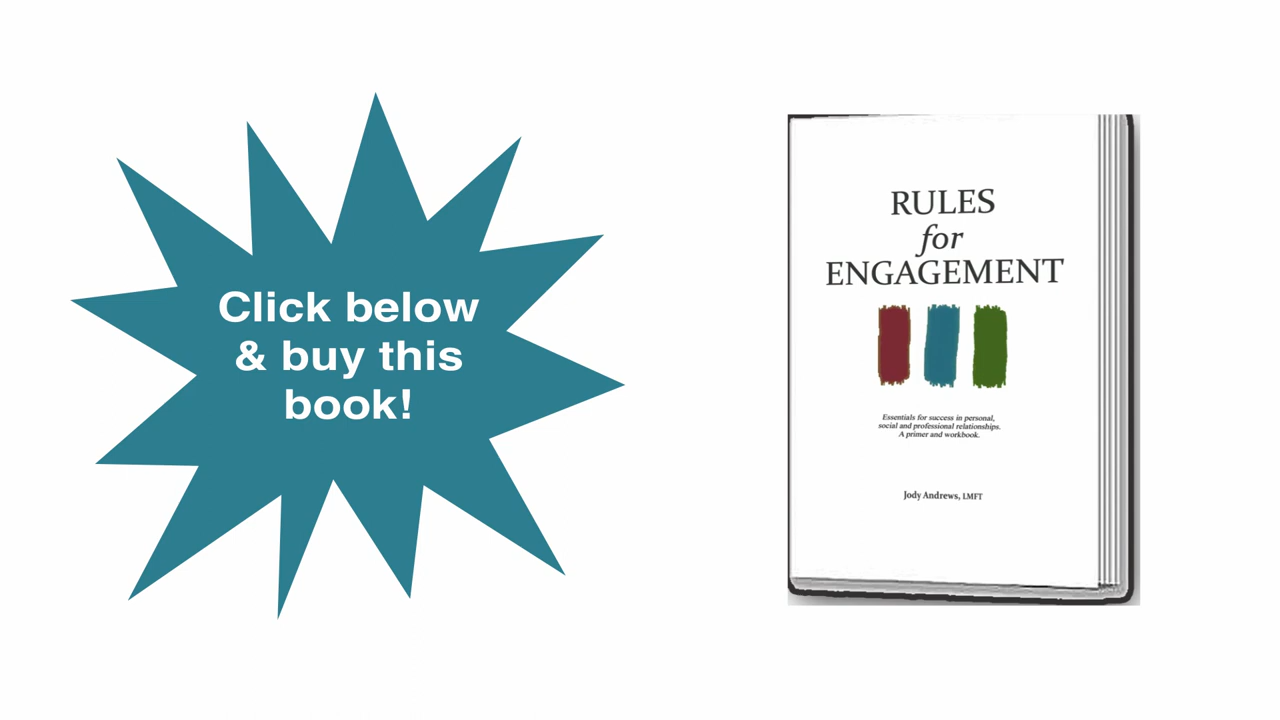 Click below
& buy this
book!
RULES
for
ENGAGEMENT
Essentials for success in personal,
social and professional relationships.
A primer and workbook.
Jody Andrews, LMFT